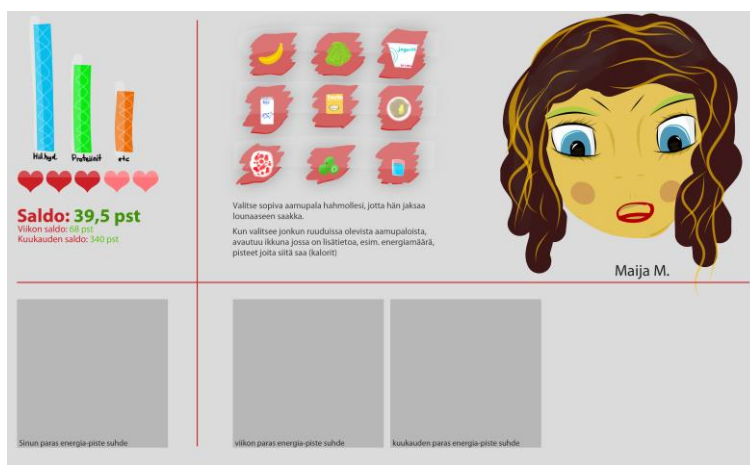 Hiil.hyd. Proteiinit etc
Saldo: 39,5 pst
Viikon saldo: 68 pst
Kuukauden saldo: 340 pst
Valitse sopiva aamupala hahmollesi, jotta hän jaksaa
lounaaseen saakka.
Kun valitsee jonkun ruuduissa olevista aamupaloista,
avautuu ikkuna jossa on lisätietoa, esim. energiamäärä,
pisteet joita siitä saa (kalorit)
Maija M.
Sinun paras energia-piste suhde
viikon paras energia-piste suhde
kuukauden paras energia-piste suhde